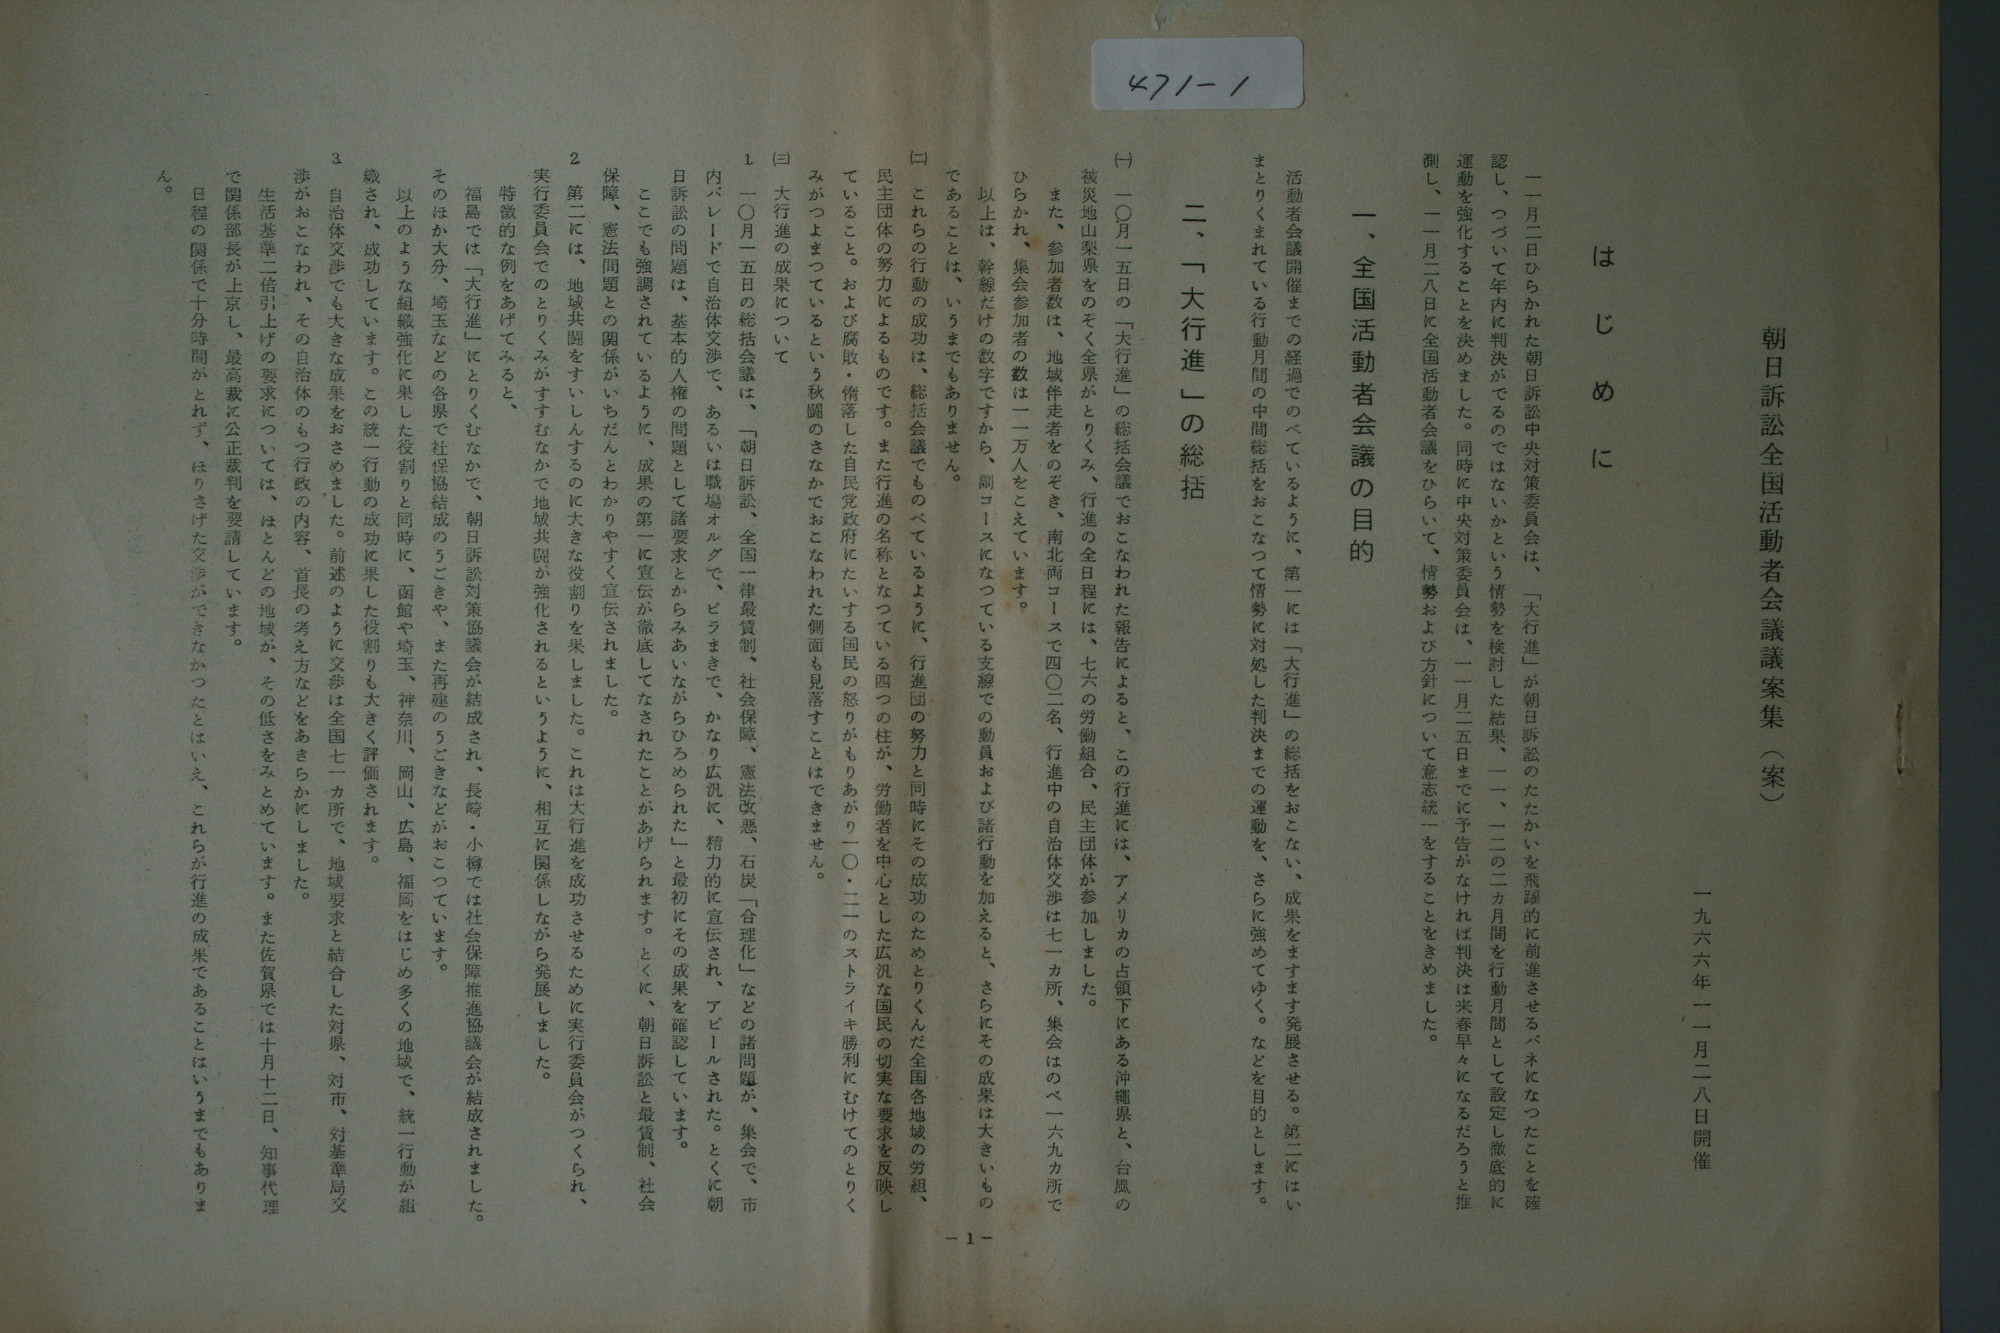 471-1
朝日訴訟全国活動者会議議案集（案）
一九六六年一一月二八日開催
はじめに
一一月二日ひらかれた朝日訴訟中央対策委員会は、「大行進」が朝日訴訟のたたかいを飛躍的に前進させるバネになつたことを確
認し、つづいて年内に判決がでるのではないかという情勢を検討した結果、一一、一二の二カ月間を行動月間として設定し徹底的に
運動を強化することを決めました。同時に中央対策委員会は、一一月二五日までに予告がなければ判決は来春早々になるだろうと推
測し、一一月二八日に全国活動者会議をひらいて、情勢および方針について意志統一をすることをきめました。
一、全国活動者会議の目的
活動者会議開催までの経過でのべているように、第一には「大行進」の総括をおこない、成果をますます発展させる。第二にはい
まとりくまれている行動月間の中間総括をおこなつて情勢に対処した判決までの運動を、さらに強めてゆく。などを目的とします。
二、「大行進」の総括
㈠　一〇月一五日の「大行進」の総括会議でおこなわれた報告によると、この行進には、アメリカの占領下にある沖縄県と、台風の
被災地山梨県をのぞく全県がとりくみ、行進の全日程には、七六の労働組合、民主団体が参加しました。
また、参加者数は、地域伴走者をのぞき、南北両コースで四〇二名、行進中の自治体交渉は七一カ所、集会はのべ一六九カ所で
ひらかれ、集会参加者の数は一一万人をこえています。
以上は、幹線だけの数字ですから、副コースになつている支線での動員および諸行動を加えると、さらにその成果は大きいもの
であることは、いうまでもありません。
㈡　これらの行動の成功は、総括会議でものべているように、行進団の努力と同時にその成功のためとりくんだ全国各地域の労組、
民主団体の努力によるものです。また行進の名称となつている四つの柱が、労働者を中心とした広汎な国民の切実な要求を反映し
ていること。および腐敗・堕落した自民党政府にたいする国民の怒りがもりあがり一〇・二一のストライキ勝利にむけてのとりく
みがつよまつているという秋闘のさなかでおこなわれた側面も見落すことはできません。
㈢　大行進の成果について
1　一〇月一五日の総括会議は、「朝日訴訟、全国一律最賃制、社会保障、憲法改悪、石炭「合理化」などの諸問題が、集会で、市
内パレードで自治体交渉で、あるいは職場オルグで、ビラまきで、かなり広汎に、精力的に宣伝され、アピールされた。とくに朝
日訴訟の問題は、基本的人権の問題として諸要求とからみあいながらひろめられた」と最初にその成果を確認しています。
ここでも強調されているように、成果の第一に宣伝が徹底してなされたことがあげられます。とくに、朝日訴訟と最賃制、社会
保障、憲法問題との関係がいちだんとわかりやすく宣伝されました。
2　第二には、地域共闘をすいしんするのに大きな役割りを果しました。これは大行進を成功させるために実行委員会がつくられ、
実行委員会でのとりくみがすすむなかで地域共闘が強化されるというように、相互に関係しながら発展しました。
特徴的な例をあげてみると、
福島では「大行進」にとりくむなかで、朝日訴訟対策協議会が結成され、長崎・小樽では社会保障推進協議会が結成されました。
そのほか大分、埼玉などの各県で社保協結成のうごきや、また再建のうごきなどがおこつています。
以上のような組織強化に果した役割りと同時に、函館や埼玉、神奈川、岡山、広島、福岡をはじめ多くの地域で、統一行動が組
織され、成功しています。この統一行動の成功に果した役割りも大きく評価されます。
3　自治体交渉でも大きな成果をおさめました。前述のように交渉は全国七一カ所で、地域要求と結合した対県、対市、対基準局交
渉がおこなわれ、その自治体のもつ行政の内容、首長の考え方などをあきらかにしました。
生活基準二倍引上げの要求については、ほとんどの地域が、その低さをみとめています。また佐賀県では十月十二日、知事代理
で関係部長が上京し、最高裁に公正裁判を要請しています。
日程の関係で十分時間がとれず、ほりさげた交渉ができなかつたとはいえ、これらが行進の成果であることはいうまでもありませ
ん。
－1－